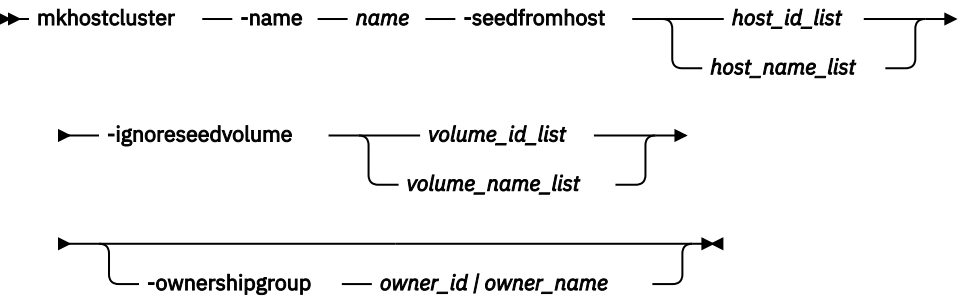 mkhostcluster -name name -seedfromhost host_id_list
host_name_list
-ignoreseedvolume volume_id_list
volume_name_list
-ownershipgroup owner_id | owner_name